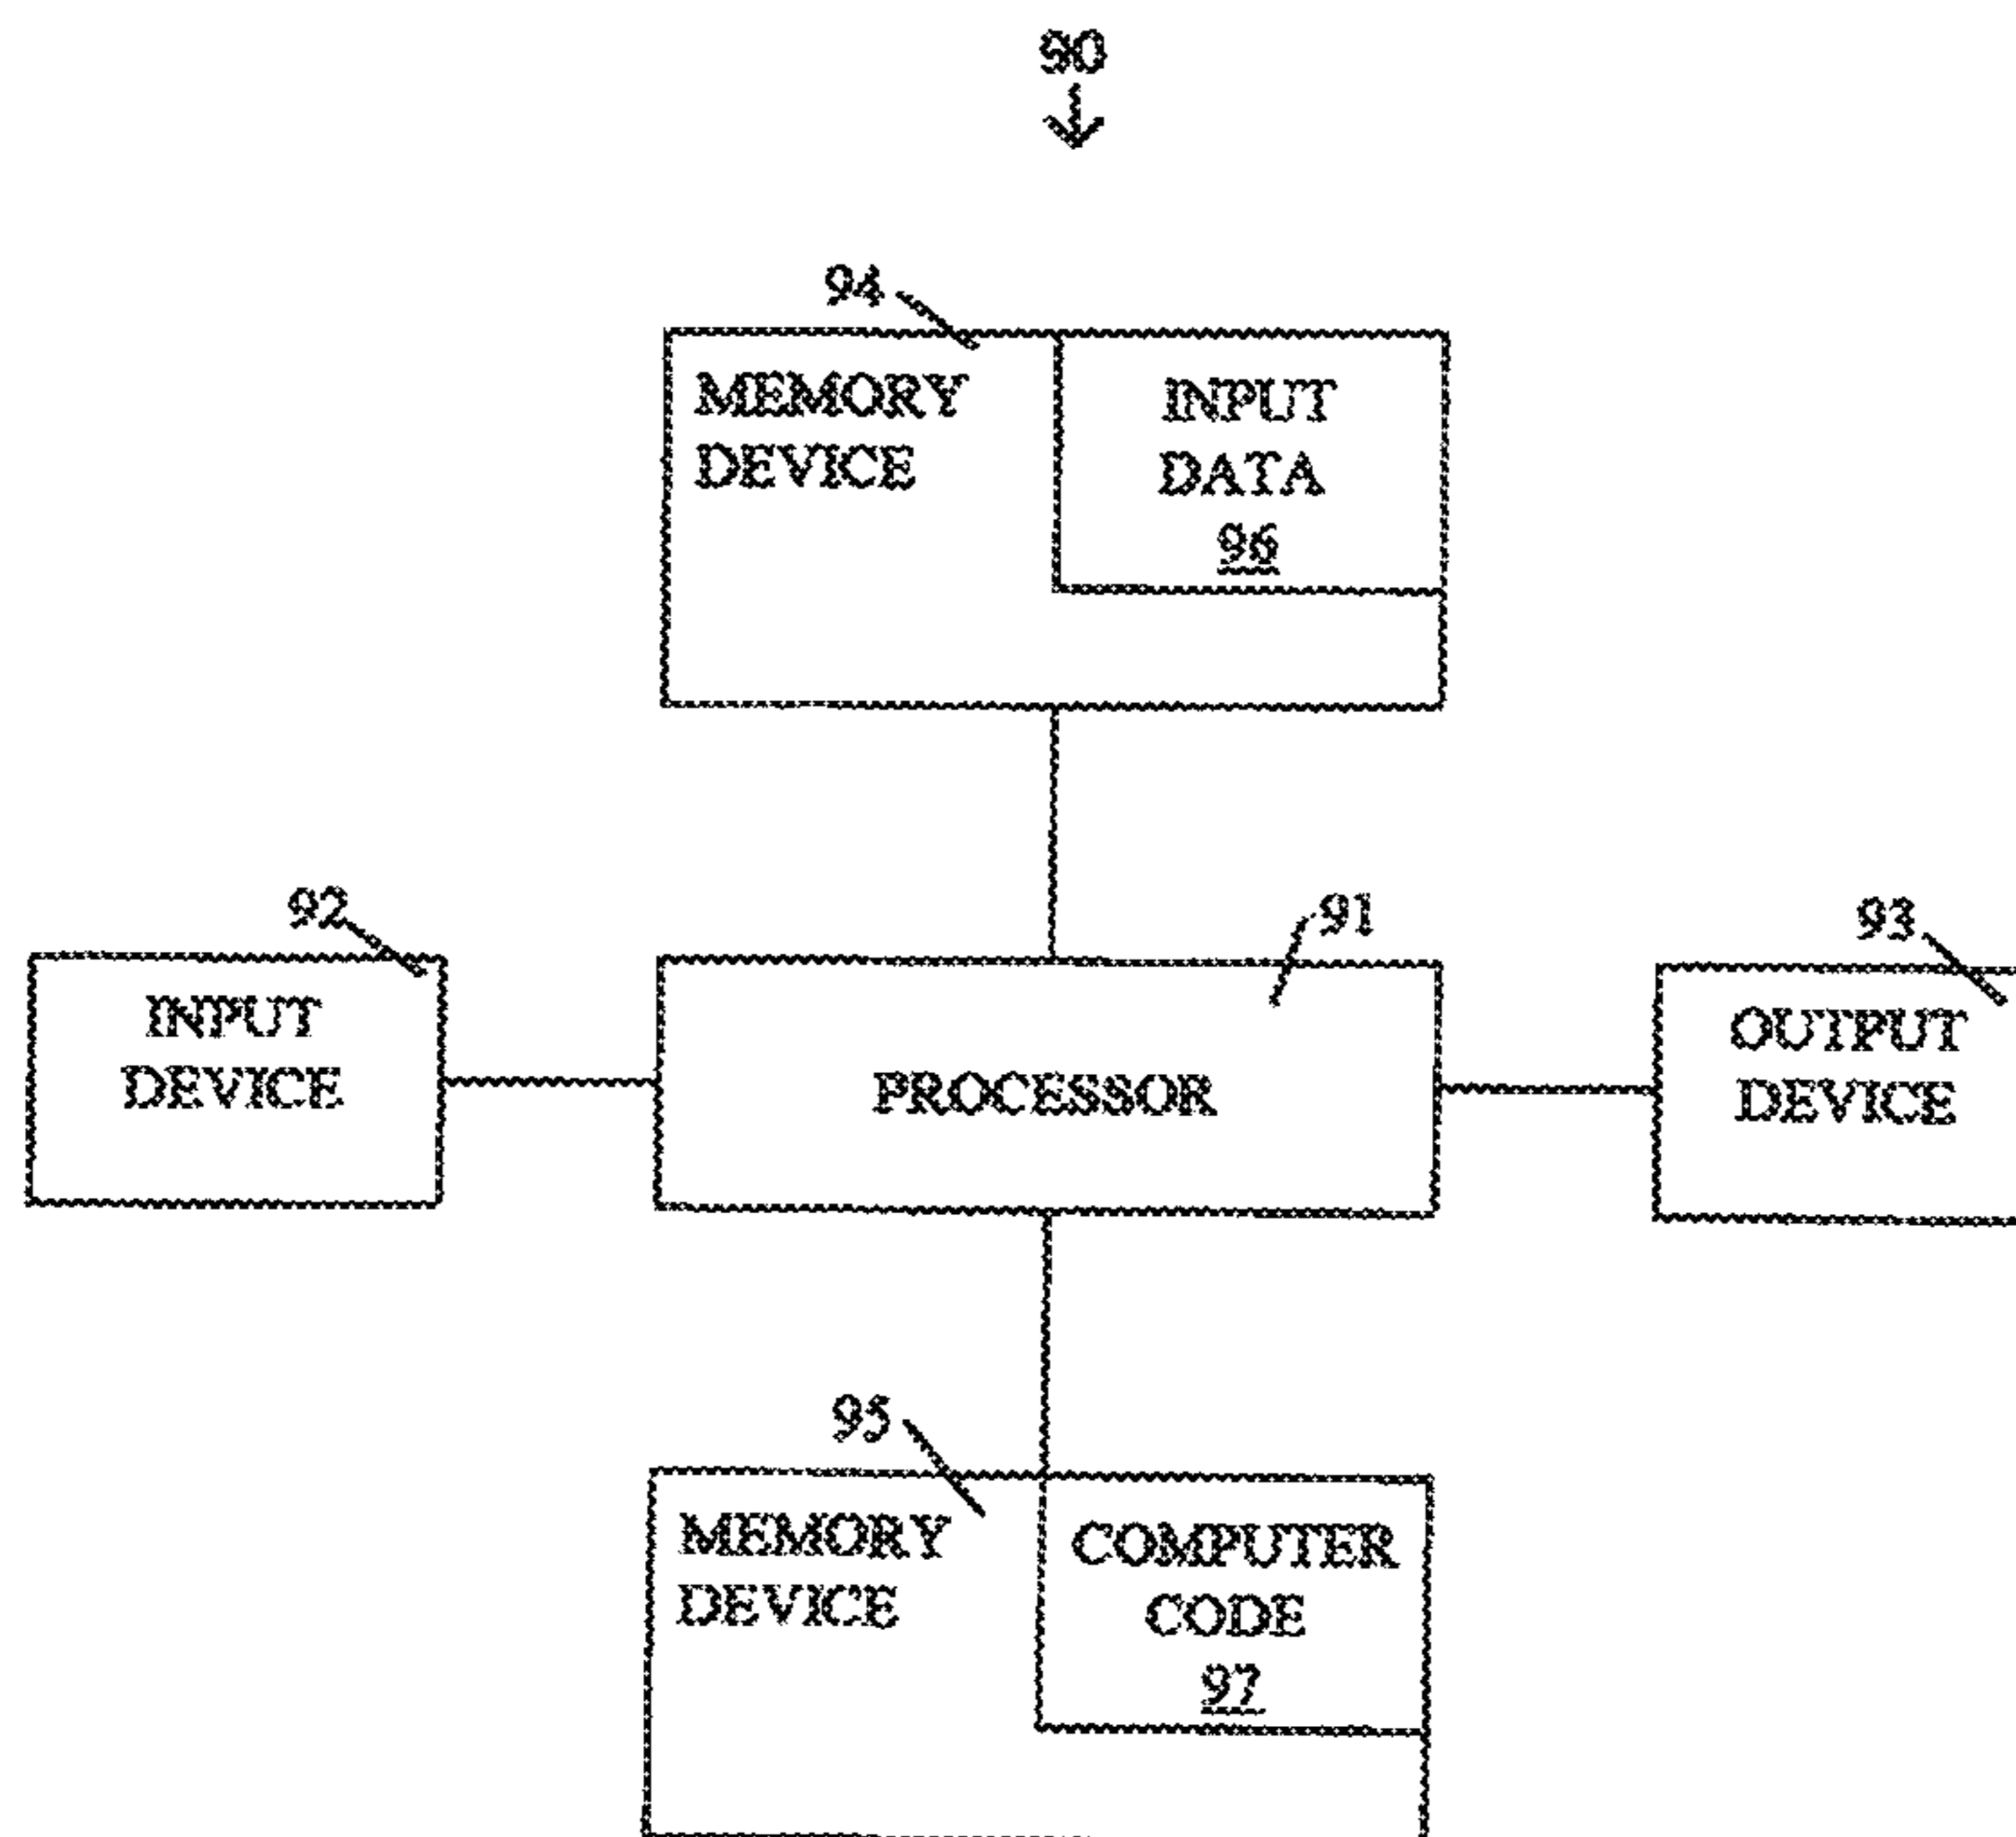 90
94
MEMORY
DEVICE
INPUT
DATA
96
92
INPUT
DEVICE
91
PROCESSOR
93
OUTPUT
DEVICE
95
MEMORY
DEVICE
COMPUTER
CODE
97